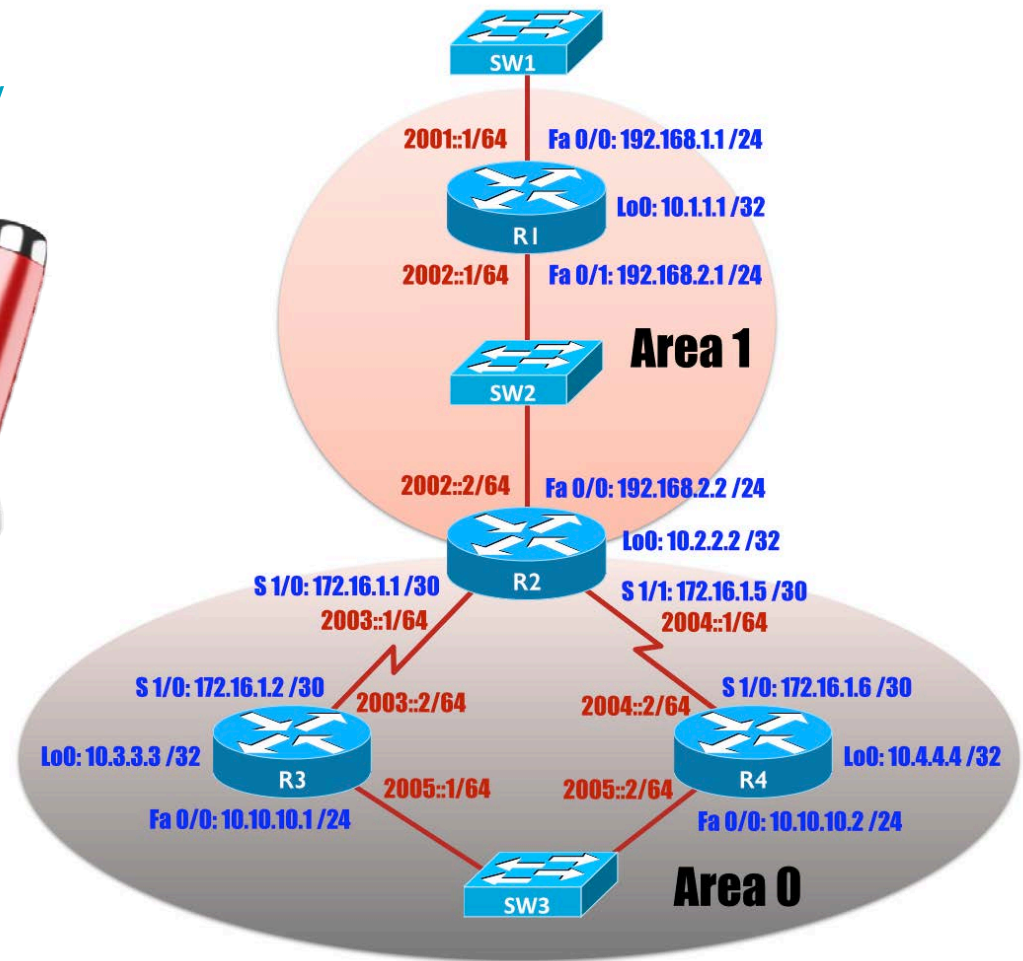 SW1
2001::1/64
Fa 0/0: 192.168.1.1 /24
Lo0: 10.1.1.1 /32
R1
2002::1/64
Fa 0/1: 192.168.2.1 /24
Area 1
SW2
2002::2/64
Fa 0/0: 192.168.2.2 /24
Lo0: 10.2.2.2 /32
R2
S 1/0: 172.16.1.1 /30
S 1/1: 172.16.1.5 /30
2003::1/64
2004::1/64
S 1/0: 172.16.1.2 /30
S 1/0: 172.16.1.6 /30
2003::2/64
2004::2/64
Lo0: 10.3.3.3 /32
R3
R4
Lo0: 10.4.4.4 /32
2005::1/64
2005::2/64
Fa 0/0: 10.10.10.1 /24
Fa 0/0: 10.10.10.2 /24
SW3
Area 0